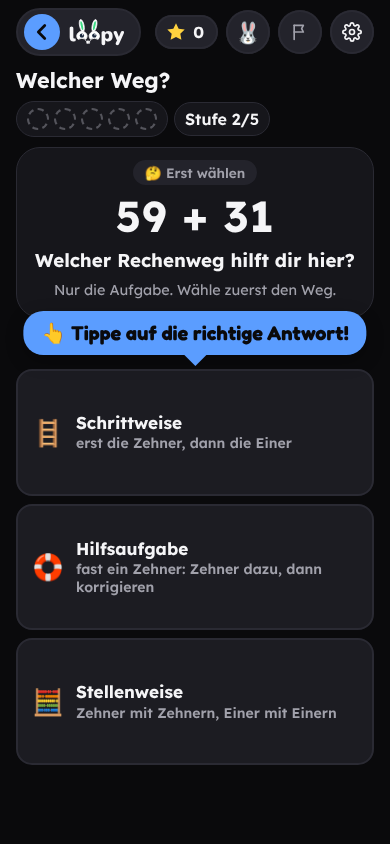 loopy
0
Welcher Weg?
Stufe 2/5
Erst wählen
59 + 31
Welcher Rechenweg hilft dir hier?
Nur die Aufgabe. Wähle zuerst den Weg.
Tippe auf die richtige Antwort!
Schrittweise
erst die Zehner, dann die Einer
Hilfsaufgabe
fast ein Zehner: Zehner dazu, dann
korrigieren
Stellenweise
Zehner mit Zehnern, Einer mit Einern